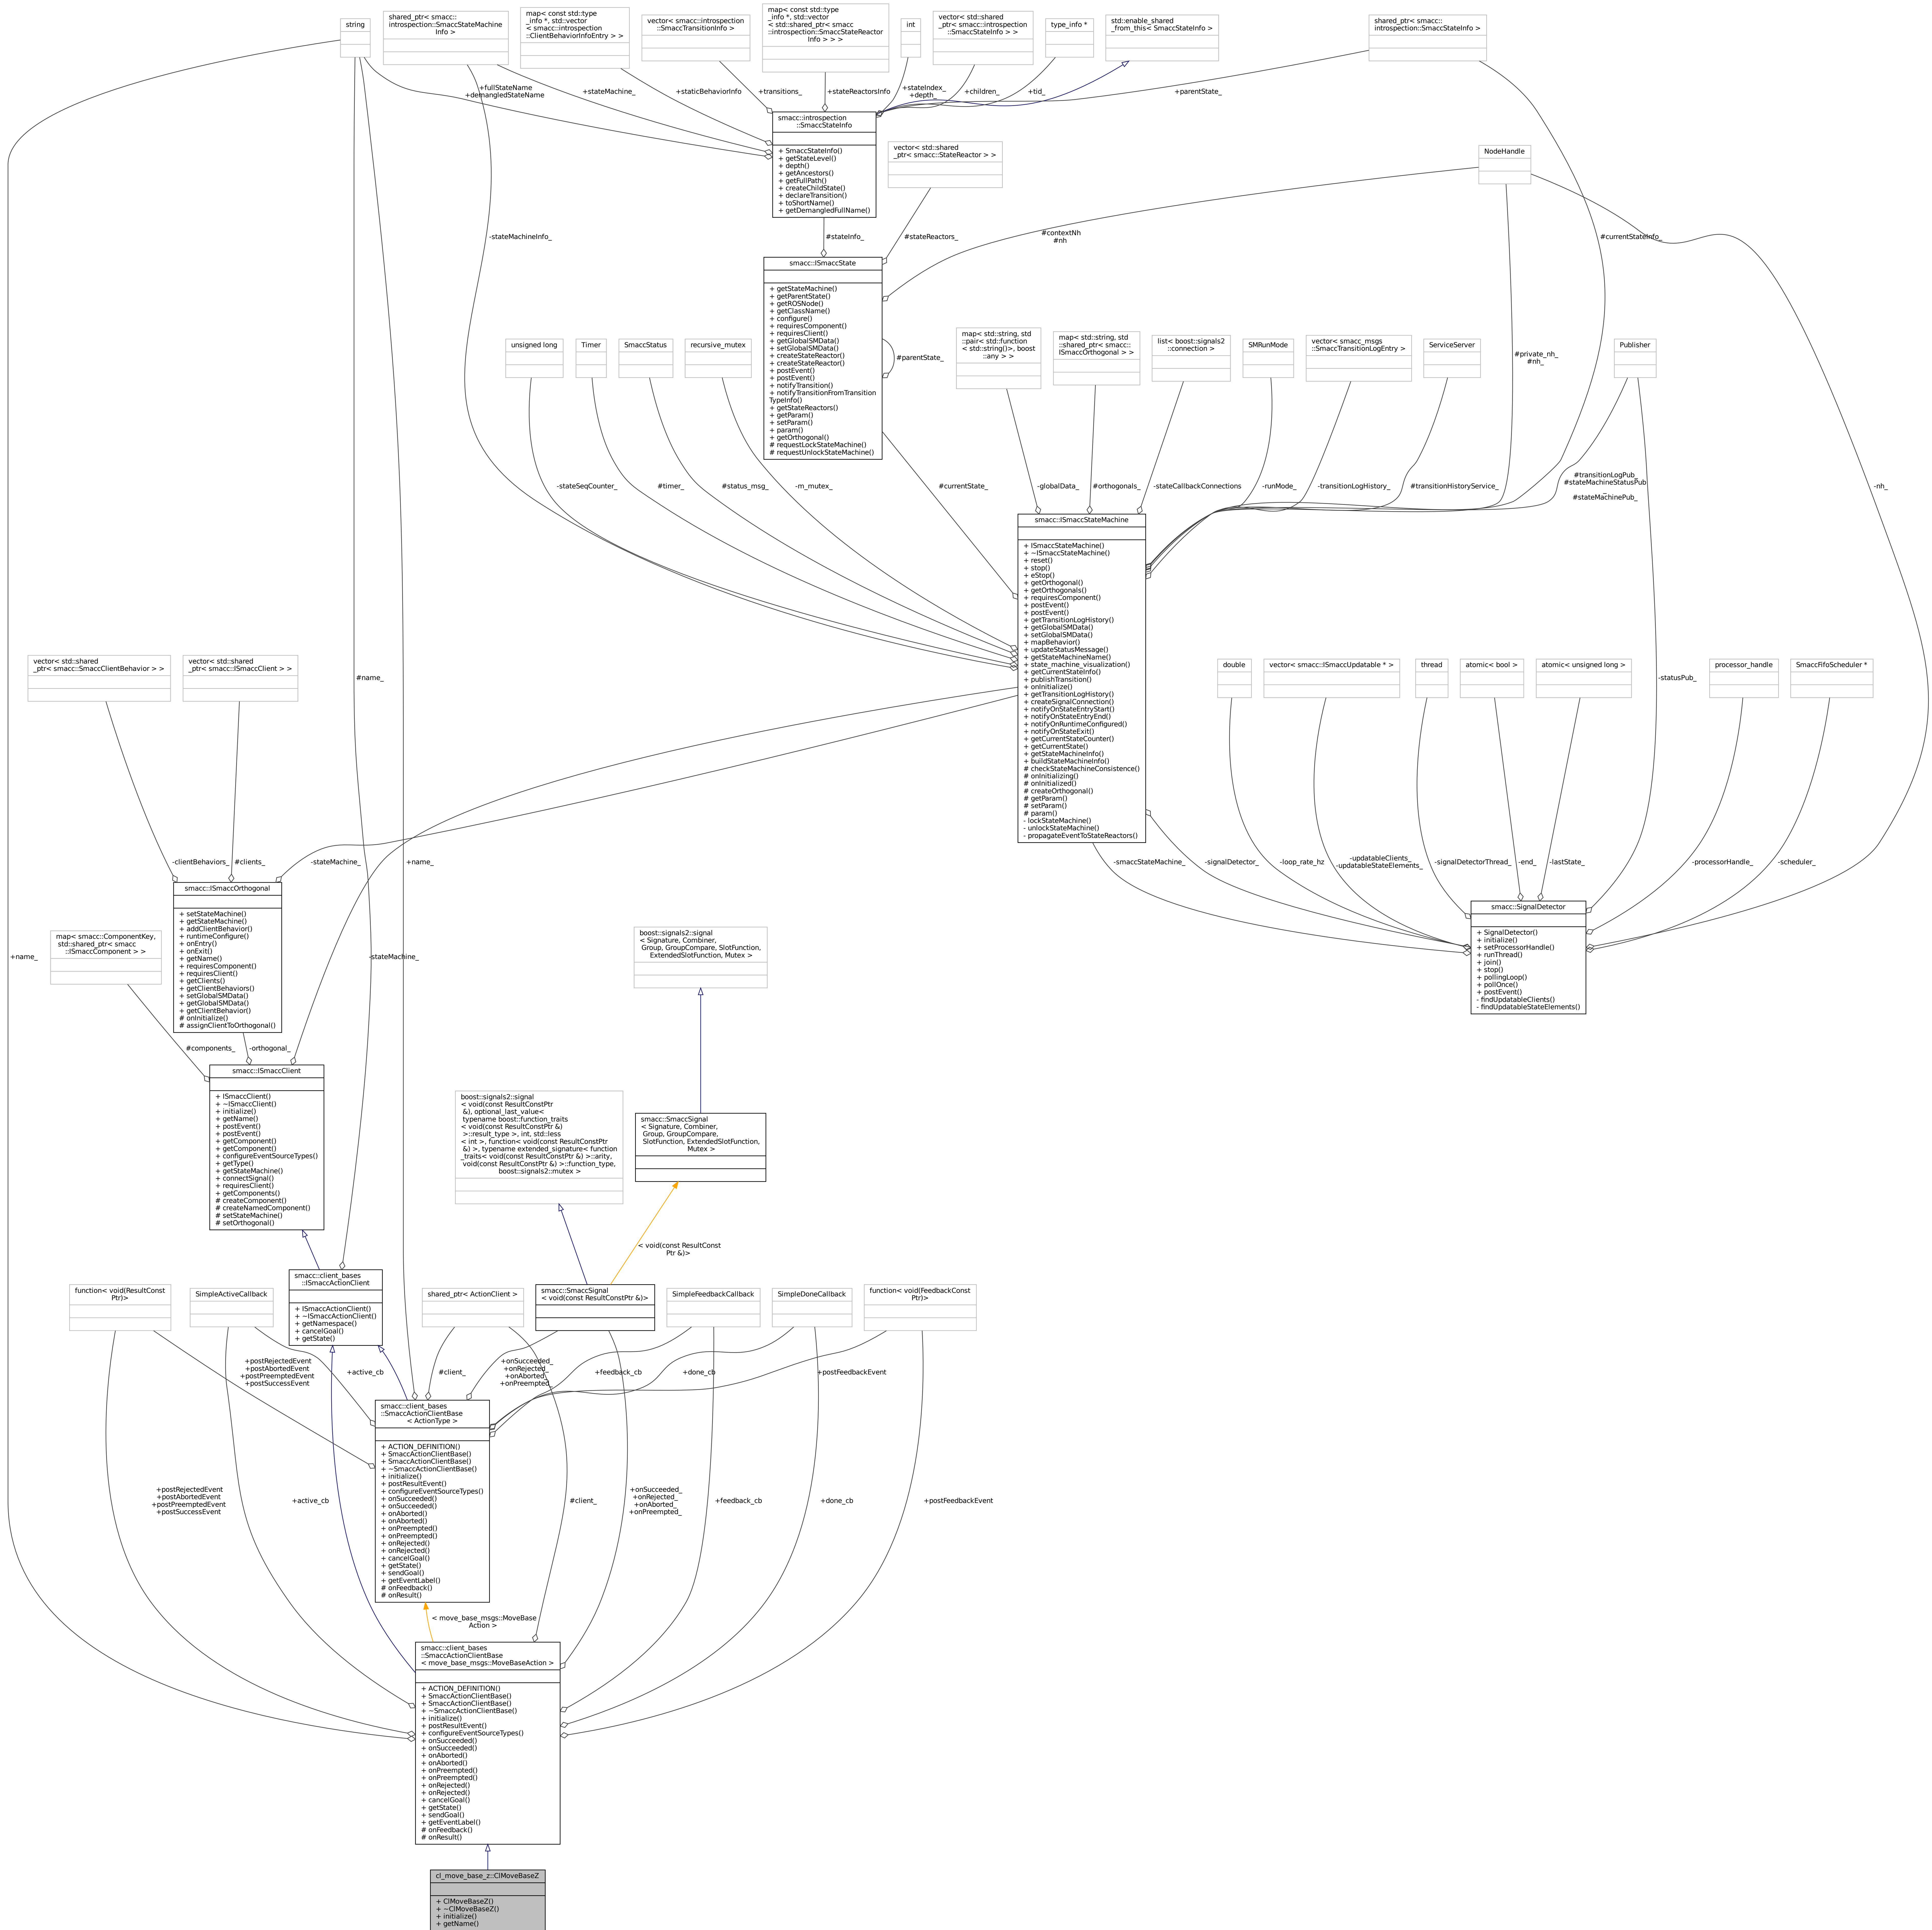 string
shared_ptr< smacc::
introspection::SmaccStateMachine
Info >
map< const std::type
_info *, std::vector
< smacc::introspection
::ClientBehaviorInfoEntry > >
vector< smacc::introspection
::SmaccTransitionInfo >
map< const std::type
_info *, std::vector
< std::shared_ptr< smacc
::introspection::SmaccStateReactor
Info > > >
int
vector< std::shared
_ptr< smacc::introspection
::SmaccStateInfo > >
type_info *
std::enable_shared
_from_this< SmaccStateInfo >
shared_ptr< smacc::
introspection::SmaccStateInfo >
+fullStateName
+demangledStateName
+stateMachine_
+staticBehaviorInfo
+transitions_
+stateReactorsInfo
+stateIndex_
+depth_
+children_
+tid_
+parentState_
smacc::introspection
::SmaccStateInfo
+ SmaccStateInfo()
+ getStateLevel()
+ depth()
+ getAncestors()
+ getFullPath()
+ createChildState()
+ declareTransition()
+ toShortName()
+ getDemangledFullName()
vector< std::shared
_ptr< smacc::StateReactor > >
NodeHandle
-stateMachineInfo_
#stateInfo_
#stateReactors_
#contextNh
#nh
#currentStateInfo_
smacc::ISmaccState
+ getStateMachine()
+ getParentState()
+ getROSNode()
+ getClassName()
+ configure()
+ requiresComponent()
+ requiresClient()
+ getGlobalSMData()
+ setGlobalSMData()
+ createStateReactor()
+ createStateReactor()
+ postEvent()
+ postEvent()
+ notifyTransition()
+ notifyTransitionFromTransition
TypeInfo()
+ getStateReactors()
+ getParam()
+ setParam()
+ param()
+ getOrthogonal()
# requestLockStateMachine()
# requestUnlockStateMachine()
#parentState_
unsigned long
Timer
SmaccStatus
recursive_mutex
map< std::string, std
::pair< std::function
< std::string()>, boost
::any > >
map< std::string, std
::shared_ptr< smacc::
ISmaccOrthogonal > >
list< boost::signals2
::connection >
SMRunMode
vector< smacc_msgs
::SmaccTransitionLogEntry >
ServiceServer
#private_nh_
#nh_
Publisher
-stateSeqCounter_
#timer_
#status_msg_
-m_mutex_
#currentState_
-globalData_
#orthogonals_
-stateCallbackConnections
-runMode_
-transitionLogHistory_
#transitionHistoryService_
#transitionLogPub_
#stateMachineStatusPub
_
#stateMachinePub_
-nh_
smacc::ISmaccStateMachine
+ ISmaccStateMachine()
+ ~ISmaccStateMachine()
+ reset()
+ stop()
+ eStop()
+ getOrthogonal()
+ getOrthogonals()
+ requiresComponent()
+ postEvent()
+ postEvent()
+ getTransitionLogHistory()
+ getGlobalSMData()
+ setGlobalSMData()
+ mapBehavior()
+ updateStatusMessage()
+ getStateMachineName()
+ state_machine_visualization()
+ getCurrentStateInfo()
+ publishTransition()
+ onInitialize()
+ getTransitionLogHistory()
+ createSignalConnection()
+ notifyOnStateEntryStart()
+ notifyOnStateEntryEnd()
+ notifyOnRuntimeConfigured()
+ notifyOnStateExit()
+ getCurrentStateCounter()
+ getCurrentState()
+ getStateMachineInfo()
+ buildStateMachineInfo()
# checkStateMachineConsistence()
# onInitializing()
# onInitialized()
# createOrthogonal()
# getParam()
# setParam()
# param()
- lockStateMachine()
- unlockStateMachine()
- propagateEventToStateReactors()
vector< std::shared
_ptr< smacc::SmaccClientBehavior > >
vector< std::shared
_ptr< smacc::ISmaccClient > >
#name_
double
vector< smacc::ISmaccUpdatable * >
thread
atomic< bool >
atomic< unsigned long >
-statusPub_
processor_handle
SmaccFifoScheduler *
-clientBehaviors_
#clients_
-stateMachine_
+name_
-smaccStateMachine_
-signalDetector_
-loop_rate_hz
-updatableClients_
-updatableStateElements_
-signalDetectorThread_
-end_
-lastState_
-processorHandle_
-scheduler_
smacc::ISmaccOrthogonal
+ setStateMachine()
+ getStateMachine()
+ addClientBehavior()
+ runtimeConfigure()
+ onEntry()
+ onExit()
+ getName()
+ requiresComponent()
+ requiresClient()
+ getClients()
+ getClientBehaviors()
+ setGlobalSMData()
+ getGlobalSMData()
+ getClientBehavior()
# onInitialize()
# assignClientToOrthogonal()
smacc::SignalDetector
+ SignalDetector()
+ initialize()
+ setProcessorHandle()
+ runThread()
+ join()
+ stop()
+ pollingLoop()
+ pollOnce()
+ postEvent()
- findUpdatableClients()
- findUpdatableStateElements()
map< smacc::ComponentKey,
std::shared_ptr< smacc
::ISmaccComponent > >
boost::signals2::signal
< Signature, Combiner,
Group, GroupCompare, SlotFunction,
ExtendedSlotFunction, Mutex >
+name_
-stateMachine_
#components_
-orthogonal_
smacc::ISmaccClient
+ ISmaccClient()
+ ~ISmaccClient()
+ initialize()
+ getName()
+ postEvent()
+ postEvent()
+ getComponent()
+ getComponent()
+ configureEventSourceTypes()
+ getType()
+ getStateMachine()
+ connectSignal()
+ requiresClient()
+ getComponents()
# createComponent()
# createNamedComponent()
# setStateMachine()
# setOrthogonal()
boost::signals2::signal
< void(const ResultConstPtr
&), optional_last_value<
typename boost::function_traits
< void(const ResultConstPtr &)
>::result_type >, int, std::less
< int >, function< void(const ResultConstPtr
&) >, typename extended_signature< function
_traits< void(const ResultConstPtr &) >::arity,
void(const ResultConstPtr &) >::function_type,
boost::signals2::mutex >
smacc::SmaccSignal
< Signature, Combiner,
Group, GroupCompare,
SlotFunction, ExtendedSlotFunction,
Mutex >
< void(const ResultConst
Ptr &)>
function< void(ResultConst
Ptr)>
SimpleActiveCallback
smacc::client_bases
::ISmaccActionClient
+ ISmaccActionClient()
+ ~ISmaccActionClient()
+ getNamespace()
+ cancelGoal()
+ getState()
shared_ptr< ActionClient >
smacc::SmaccSignal
< void(const ResultConstPtr &)>
SimpleFeedbackCallback
SimpleDoneCallback
function< void(FeedbackConst
Ptr)>
+postRejectedEvent
+postAbortedEvent
+postPreemptedEvent
+postSuccessEvent
+active_cb
#client_
+onSucceeded_
+onRejected_
+onAborted_
+onPreempted_
+feedback_cb
+done_cb
+postFeedbackEvent
smacc::client_bases
::SmaccActionClientBase
< ActionType >
+ ACTION_DEFINITION()
+ SmaccActionClientBase()
+ SmaccActionClientBase()
+ ~SmaccActionClientBase()
+ initialize()
+ postResultEvent()
+ configureEventSourceTypes()
+ onSucceeded()
+ onSucceeded()
+ onAborted()
+ onAborted()
+ onPreempted()
+ onPreempted()
+ onRejected()
+ onRejected()
+ cancelGoal()
+ getState()
+ sendGoal()
+ getEventLabel()
# onFeedback()
# onResult()
+postRejectedEvent
+postAbortedEvent
+postPreemptedEvent
+postSuccessEvent
+active_cb
#client_
+onSucceeded_
+onRejected_
+onAborted_
+onPreempted_
+feedback_cb
+done_cb
+postFeedbackEvent
< move_base_msgs::MoveBase
Action >
smacc::client_bases
::SmaccActionClientBase
< move_base_msgs::MoveBaseAction >
+ ACTION_DEFINITION()
+ SmaccActionClientBase()
+ SmaccActionClientBase()
+ ~SmaccActionClientBase()
+ initialize()
+ postResultEvent()
+ configureEventSourceTypes()
+ onSucceeded()
+ onSucceeded()
+ onAborted()
+ onAborted()
+ onPreempted()
+ onPreempted()
+ onRejected()
+ onRejected()
+ cancelGoal()
+ getState()
+ sendGoal()
+ getEventLabel()
# onFeedback()
# onResult()
cl_move_base_z::ClMoveBaseZ
+ ClMoveBaseZ()
+ ~ClMoveBaseZ()
+ initialize()
+ getName()